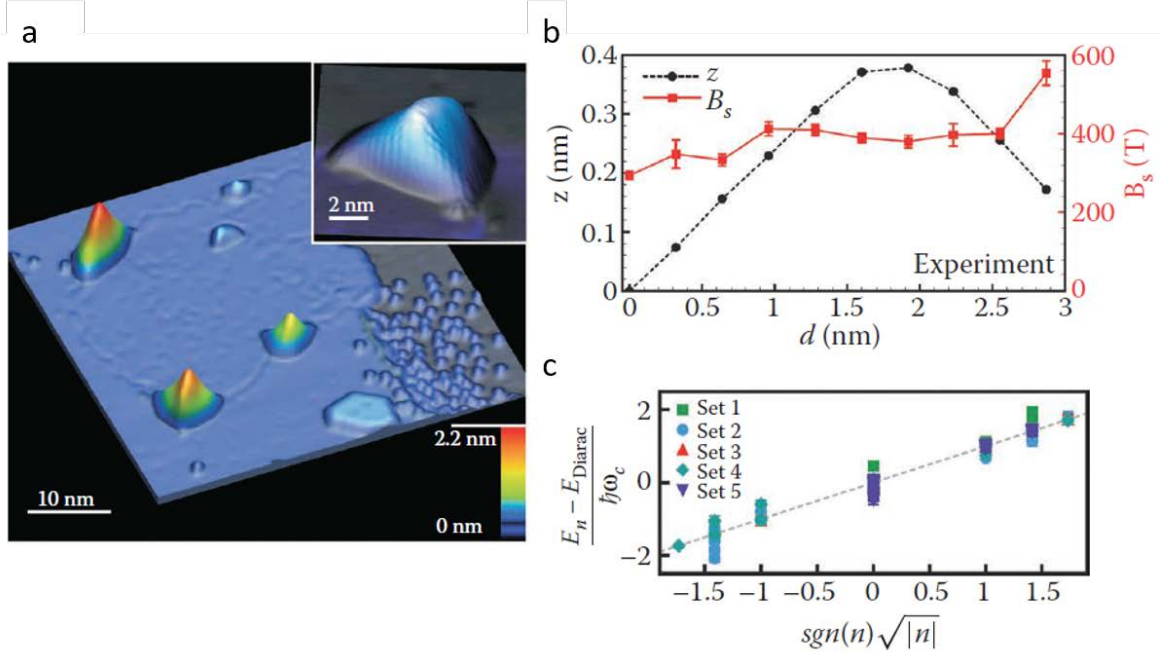 a
2 nm
2.2 nm
10 nm
0 nm
b
0.4
0.3
0.2
0.1
0
z (nm)
z
Bₛ
Experiment
0 0.5 1 1.5 2 2.5 3
d (nm)
600
400
200
0
Bₛ (T)
c
Set 1
Set 2
Set 3
Set 4
Set 5
2
0
−2
Eₙ − E_Diarac
ℏω_c
−1.5 −1 −0.5 0 0.5 1 1.5
sgn(n)√|n|